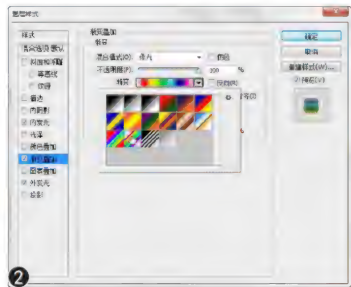 图层样式
样式
混合选项:默认
斜面和浮雕
等高线
纹理
描边
内阴影
内发光
光泽
颜色叠加
渐变叠加
图案叠加
外发光
投影
渐变叠加
渐变
混合模式(O):
仿色
不透明度(P): 100 %
渐变:
反向(R)
确定
取消
新建样式(W)...
预览(V)
2